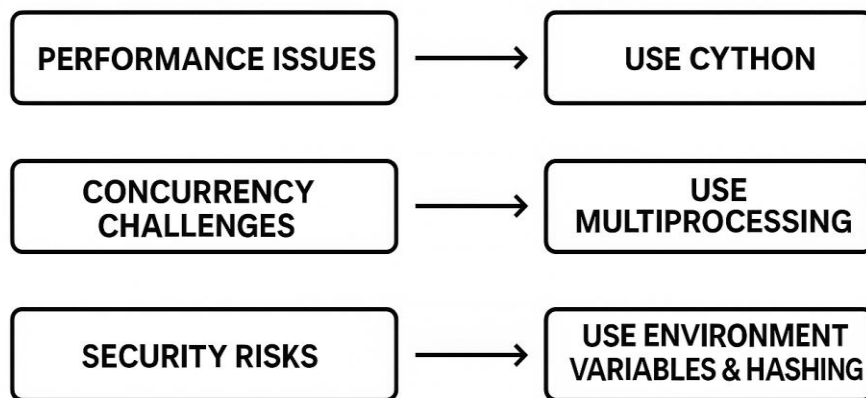 PERFORMANCE ISSUES
USE CYTHON
CONCURRENCY
CHALLENGES
USE
MULTIPROCESSING
SECURITY RISKS
USE ENVIRONMENT
VARIABLES & HASHING